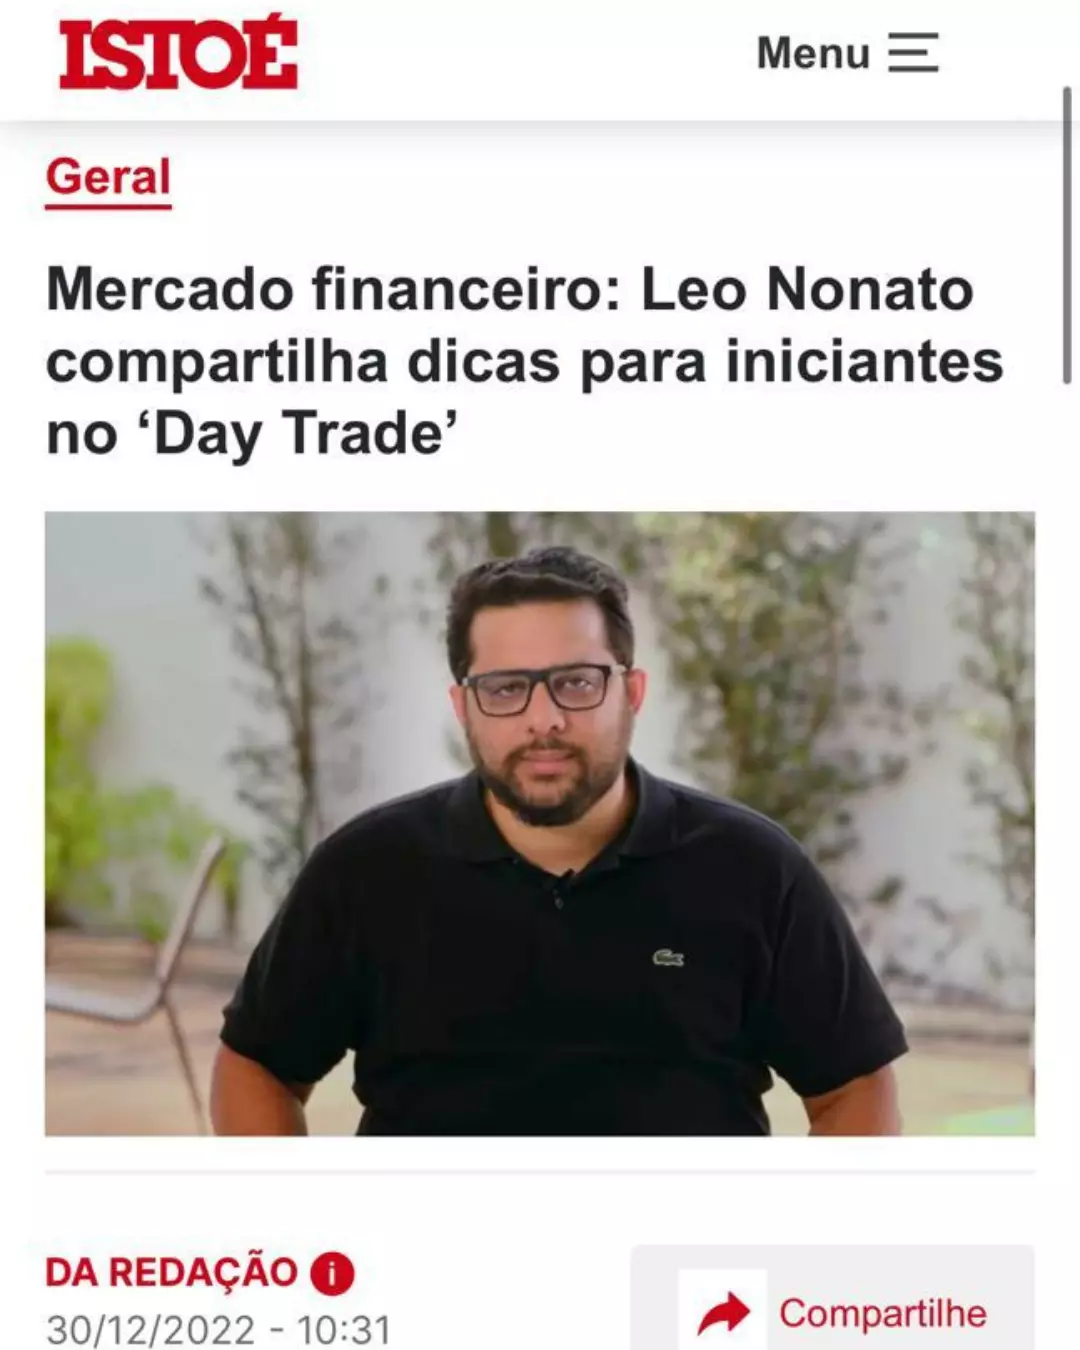 ISTOÉ
Menu
Geral
Mercado financeiro: Leo Nonato
compartilha dicas para iniciantes
no ‘Day Trade’
DA REDAÇÃO i
30/12/2022 - 10:31
Compartilhe